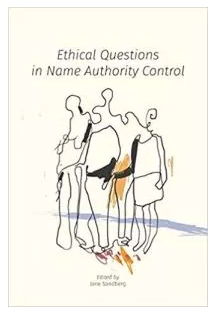 Ethical Questions
in Name Authority Control
Edited by
Jane Sandberg